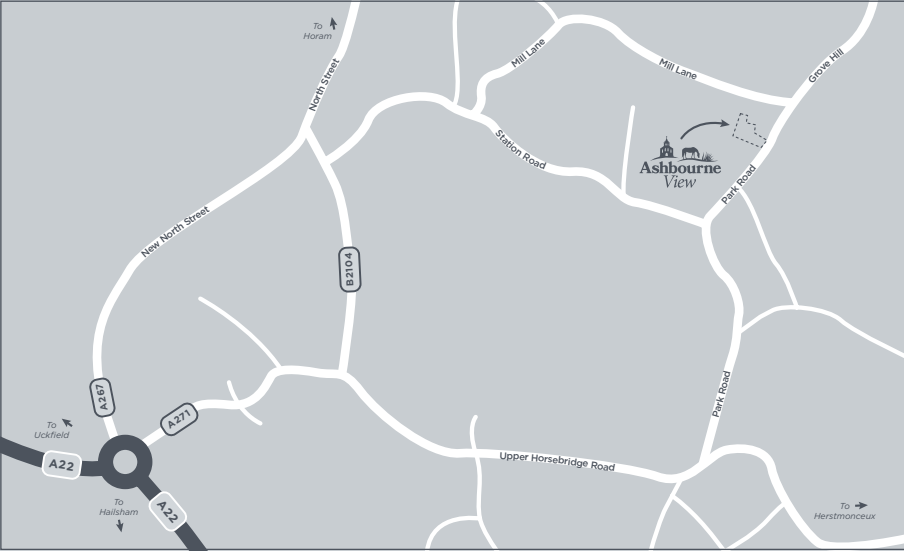 To
Horam
North Street
Mill Lane
Mill Lane
Grove Hill
Station Road
Ashbourne
View
Park Road
New North Street
B2104
A267
A271
Park Road
To
Uckfield
A22
Upper Horsebridge Road
To
Hailsham
A22
To
Herstmonceux